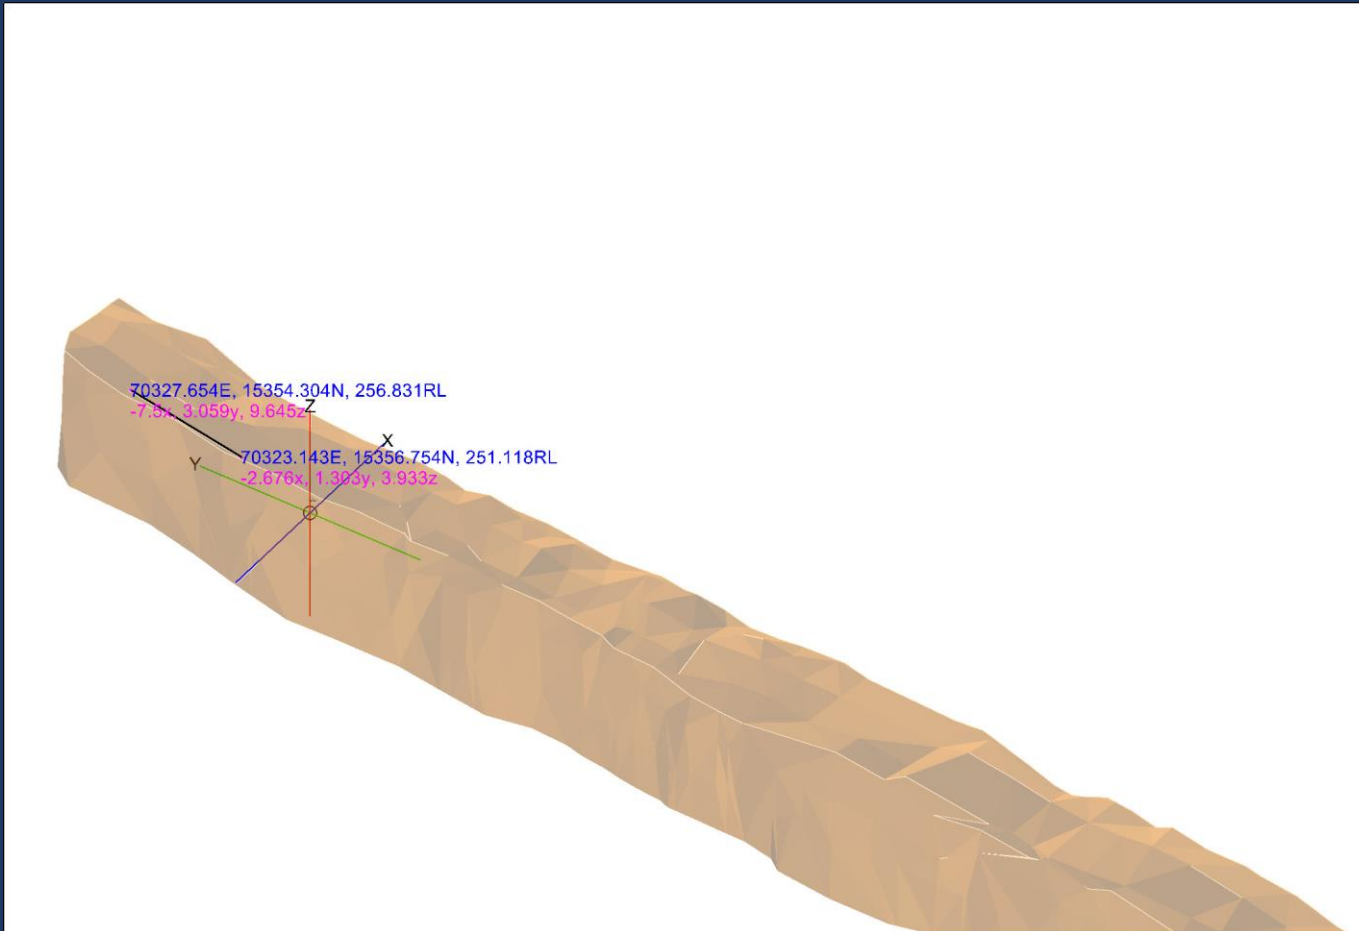 70327.654E, 15354.304N, 256.831RL
-7.5x, 3.059y, 9.645z
Z
X
70323.143E, 15356.754N, 251.118RL
Y
-2.676x, 1.303y, 3.933z